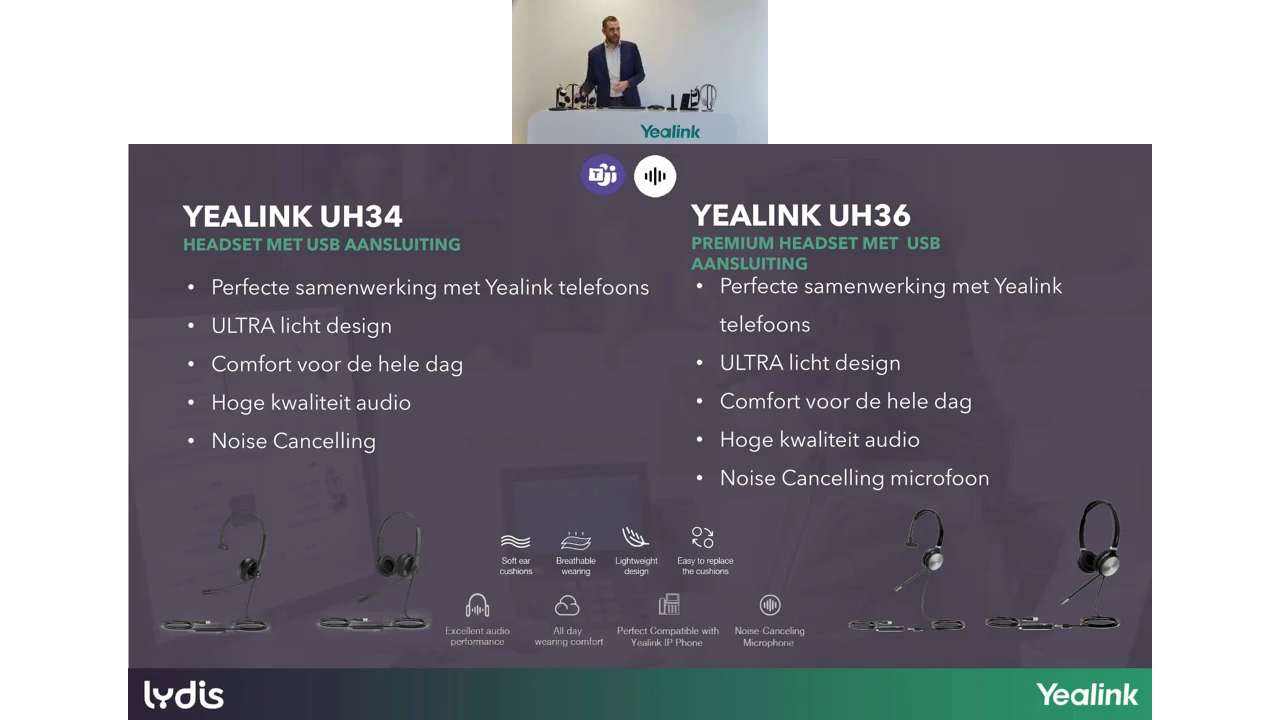 Yealink
YEALINK UH34
HEADSET MET USB AANSLUITING
• Perfecte samenwerking met Yealink telefoons
• ULTRA licht design
• Comfort voor de hele dag
• Hoge kwaliteit audio
• Noise Cancelling
YEALINK UH36
PREMIUM HEADSET MET USB
AANSLUITING
• Perfecte samenwerking met Yealink
telefoons
• ULTRA licht design
• Comfort voor de hele dag
• Hoge kwaliteit audio
• Noise Cancelling microfoon
Soft ear
cushions
Breathable
wearing
Lightweight
design
Easy to replace
the cushions
Excellent audio
performance
All day
wearing comfort
Perfect Compatible with
Yealink IP Phone
Noise-Canceling
Microphone
lydis
Yealink